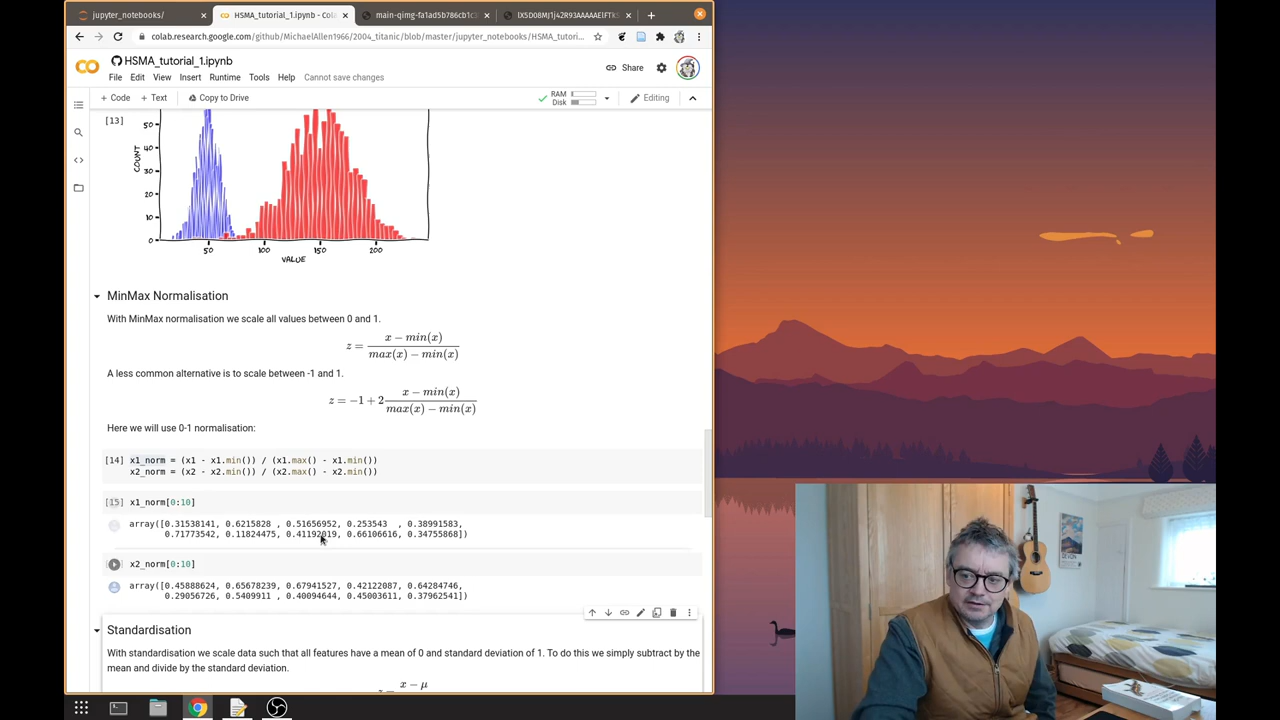 jupyter_notebooks/
HSMA_tutorial_1.ipynb - Cola
main-qimg-fa1ad5b786cb1c
colab.research.google.com/github/MichaelAllen1966/2004_titanic/blob/master/jupyter_notebooks/HSMA_tutori...
HSMA_tutorial_1.ipynb
File Edit View Insert Runtime Tools Help Cannot save changes
Share
+ Code + Text Copy to Drive
RAM
Disk
Editing
[13]
50
40
30
20
10
0
COUNT
50 100 150 200
VALUE
MinMax Normalisation
With MinMax normalisation we scale all values between 0 and 1.
z = x − min(x) / max(x) − min(x)
A less common alternative is to scale between -1 and 1.
z = −1 + 2 x − min(x) / max(x) − min(x)
Here we will use 0-1 normalisation:
[14] x1_norm = (x1 - x1.min()) / (x1.max() - x1.min())
x2_norm = (x2 - x2.min()) / (x2.max() - x2.min())
[15] x1_norm[0:10]
array([0.31538141, 0.6215828 , 0.51656952, 0.253543 , 0.38991583,
0.71773542, 0.11824475, 0.41192019, 0.66106616, 0.34755868])
x2_norm[0:10]
array([0.45888624, 0.65678239, 0.67941527, 0.42122087, 0.64284746,
0.29056726, 0.5409911 , 0.40094644, 0.45003611, 0.37962541])
Standardisation
With standardisation we scale data such that all features have a mean of 0 and standard deviation of 1. To do this we simply subtract by the
mean and divide by the standard deviation.
x − μ
DEVON